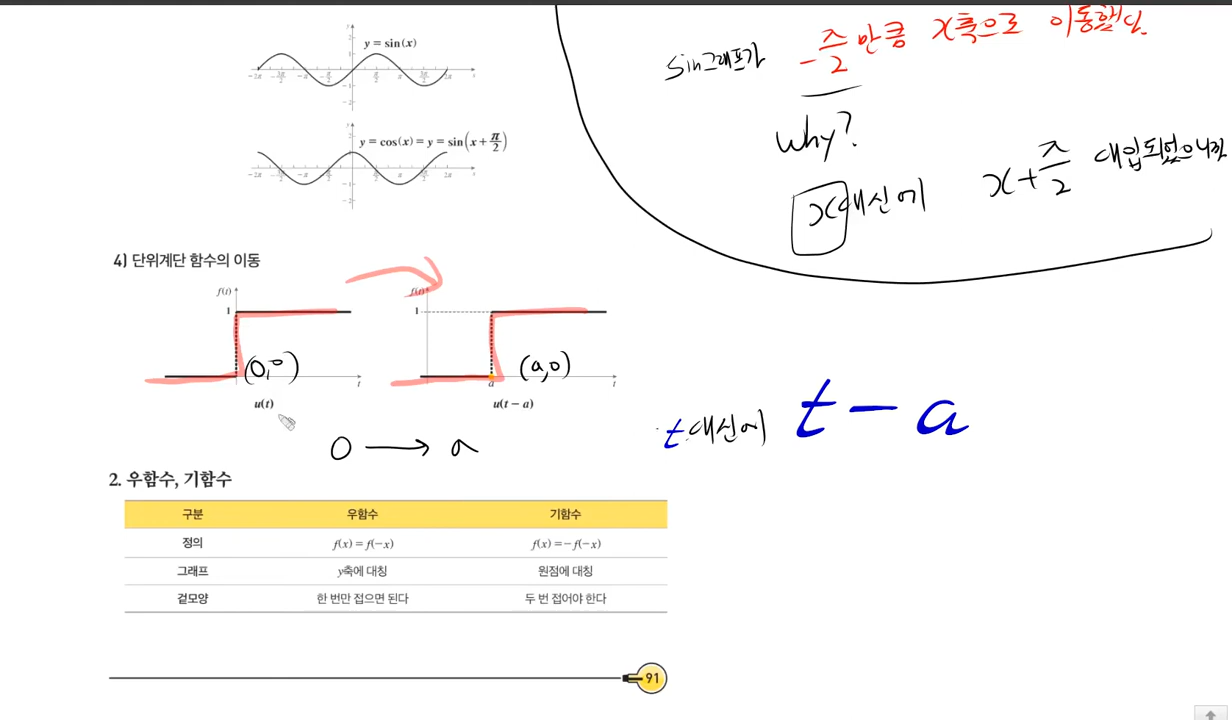 y = sin(x)
y = cos(x) = y = sin(x + π/2)
sin그래프가 -π/2 만큼 x축으로 이동했다.
why?
x대신에 x+π/2 대입되었으니까
4) 단위계단 함수의 이동
f(t) 1 (0,0) t
u(t)
f(t) 1 a (a,0) t
u(t − a)
0 → a
t대신에 t − a
2. 우함수, 기함수
구분 우함수 기함수
정의 f(x) = f(−x) f(x) = − f(−x)
그래프 y축에 대칭 원점에 대칭
겉모양 한 번만 접으면 된다 두 번 접어야 한다
91